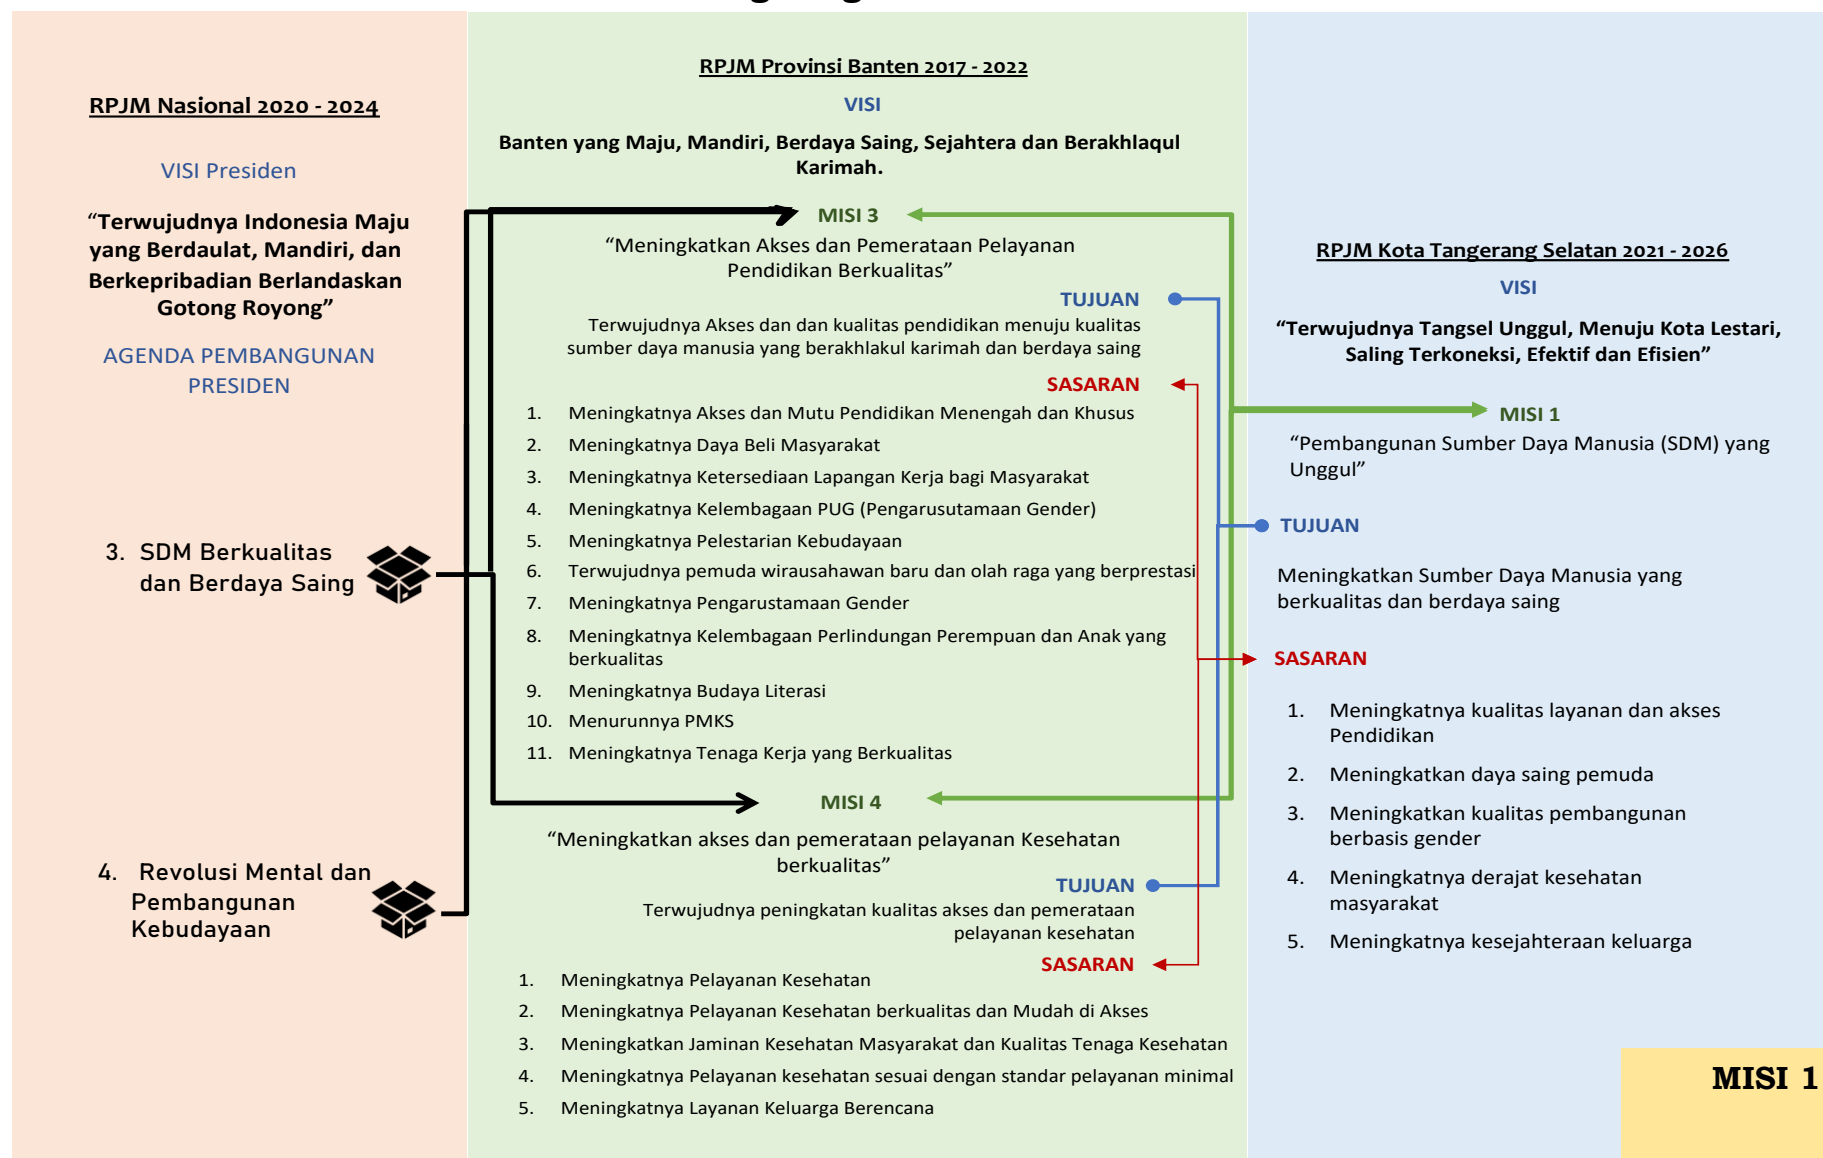 RPJM Nasional 2020 - 2024
VISI Presiden
“Terwujudnya Indonesia Maju
yang Berdaulat, Mandiri, dan
Berkepribadian Berlandaskan
Gotong Royong”
AGENDA PEMBANGUNAN
PRESIDEN
3. SDM Berkualitas
dan Berdaya Saing
4. Revolusi Mental dan
Pembangunan
Kebudayaan
RPJM Provinsi Banten 2017 - 2022
VISI
Banten yang Maju, Mandiri, Berdaya Saing, Sejahtera dan Berakhlaqul
Karimah.
MISI 3
“Meningkatkan Akses dan Pemerataan Pelayanan
Pendidikan Berkualitas”
TUJUAN
Terwujudnya Akses dan dan kualitas pendidikan menuju kualitas
sumber daya manusia yang berakhlakul karimah dan berdaya saing
SASARAN
1. Meningkatnya Akses dan Mutu Pendidikan Menengah dan Khusus
2. Meningkatnya Daya Beli Masyarakat
3. Meningkatnya Ketersediaan Lapangan Kerja bagi Masyarakat
4. Meningkatnya Kelembagaan PUG (Pengarusutamaan Gender)
5. Meningkatnya Pelestarian Kebudayaan
6. Terwujudnya pemuda wirausahawan baru dan olah raga yang berprestasi
7. Meningkatnya Pengarustamaan Gender
8. Meningkatnya Kelembagaan Perlindungan Perempuan dan Anak yang
berkualitas
9. Meningkatnya Budaya Literasi
10. Menurunnya PMKS
11. Meningkatnya Tenaga Kerja yang Berkualitas
MISI 4
“Meningkatkan akses dan pemerataan pelayanan Kesehatan
berkualitas”
TUJUAN
Terwujudnya peningkatan kualitas akses dan pemerataan
pelayanan kesehatan
SASARAN
1. Meningkatnya Pelayanan Kesehatan
2. Meningkatnya Pelayanan Kesehatan berkualitas dan Mudah di Akses
3. Meningkatkan Jaminan Kesehatan Masyarakat dan Kualitas Tenaga Kesehatan
4. Meningkatnya Pelayanan kesehatan sesuai dengan standar pelayanan minimal
5. Meningkatnya Layanan Keluarga Berencana
RPJM Kota Tangerang Selatan 2021 - 2026
VISI
“Terwujudnya Tangsel Unggul, Menuju Kota Lestari,
Saling Terkoneksi, Efektif dan Efisien”
MISI 1
“Pembangunan Sumber Daya Manusia (SDM) yang
Unggul”
TUJUAN
Meningkatkan Sumber Daya Manusia yang
berkualitas dan berdaya saing
SASARAN
1. Meningkatnya kualitas layanan dan akses
Pendidikan
2. Meningkatkan daya saing pemuda
3. Meningkatkan kualitas pembangunan
berbasis gender
4. Meningkatnya derajat kesehatan
masyarakat
5. Meningkatnya kesejahteraan keluarga
MISI 1